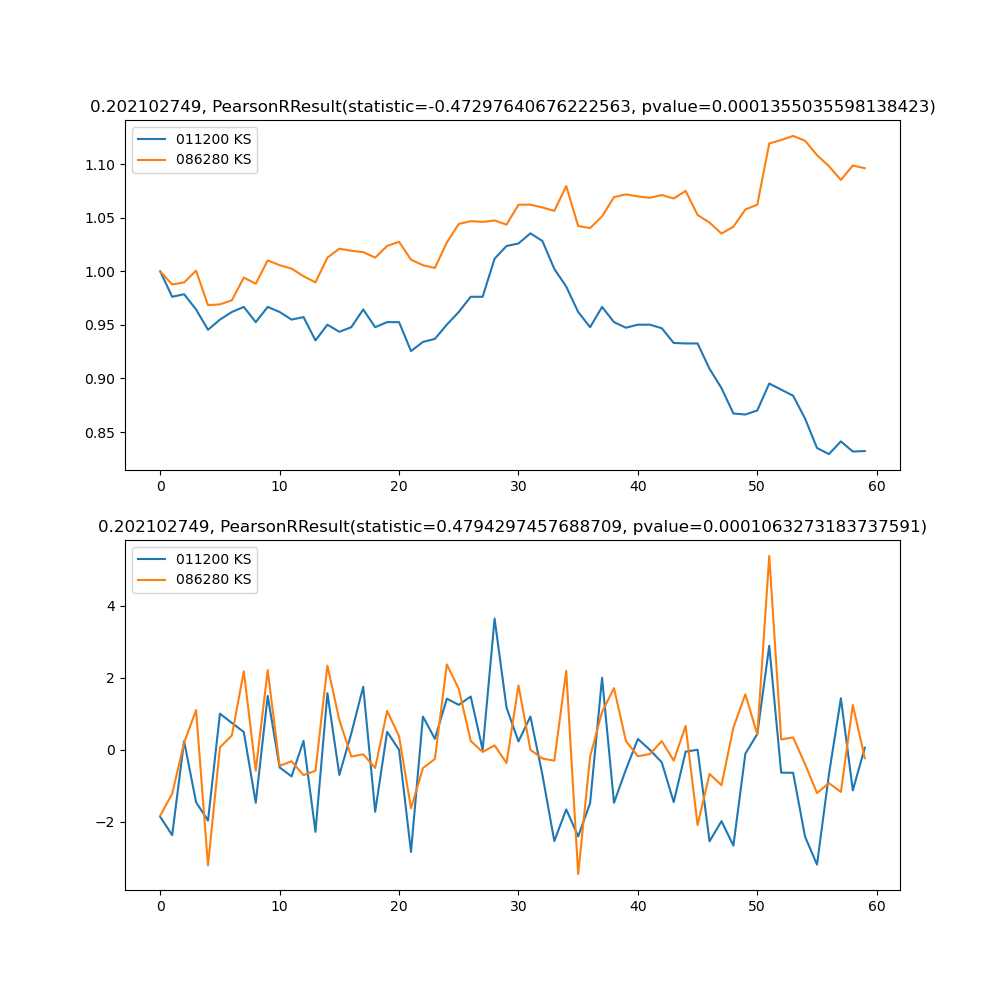 0.202102749, PearsonRResult(statistic=-0.47297640676222563, pvalue=0.0001355035598138423)
011200 KS
086280 KS
1.10
1.05
1.00
0.95
0.90
0.85
0 10 20 30 40 50 60
0.202102749, PearsonRResult(statistic=0.4794297457688709, pvalue=0.0001063273183737591)
011200 KS
086280 KS
4
2
0
−2
0 10 20 30 40 50 60